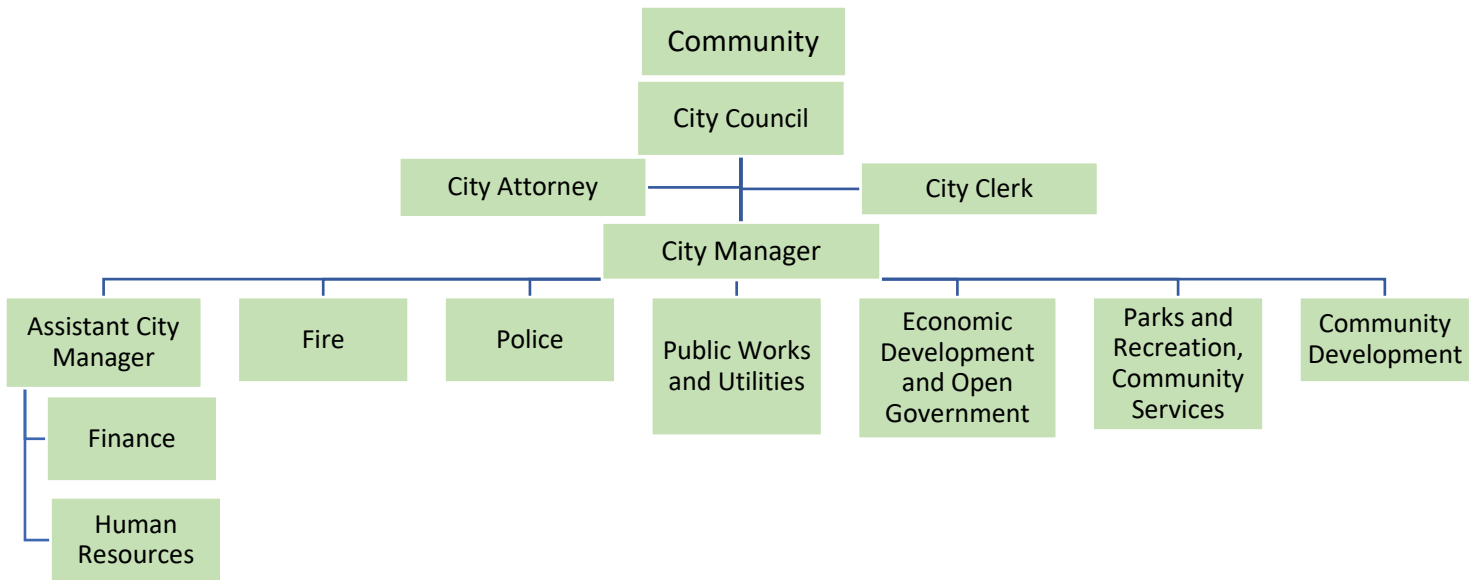 Community
City Council
City Attorney
City Clerk
City Manager
Assistant City
Manager
Fire
Police
Public Works
and Utilities
Economic
Development
and Open
Government
Parks and
Recreation,
Community
Services
Community
Development
Finance
Human
Resources